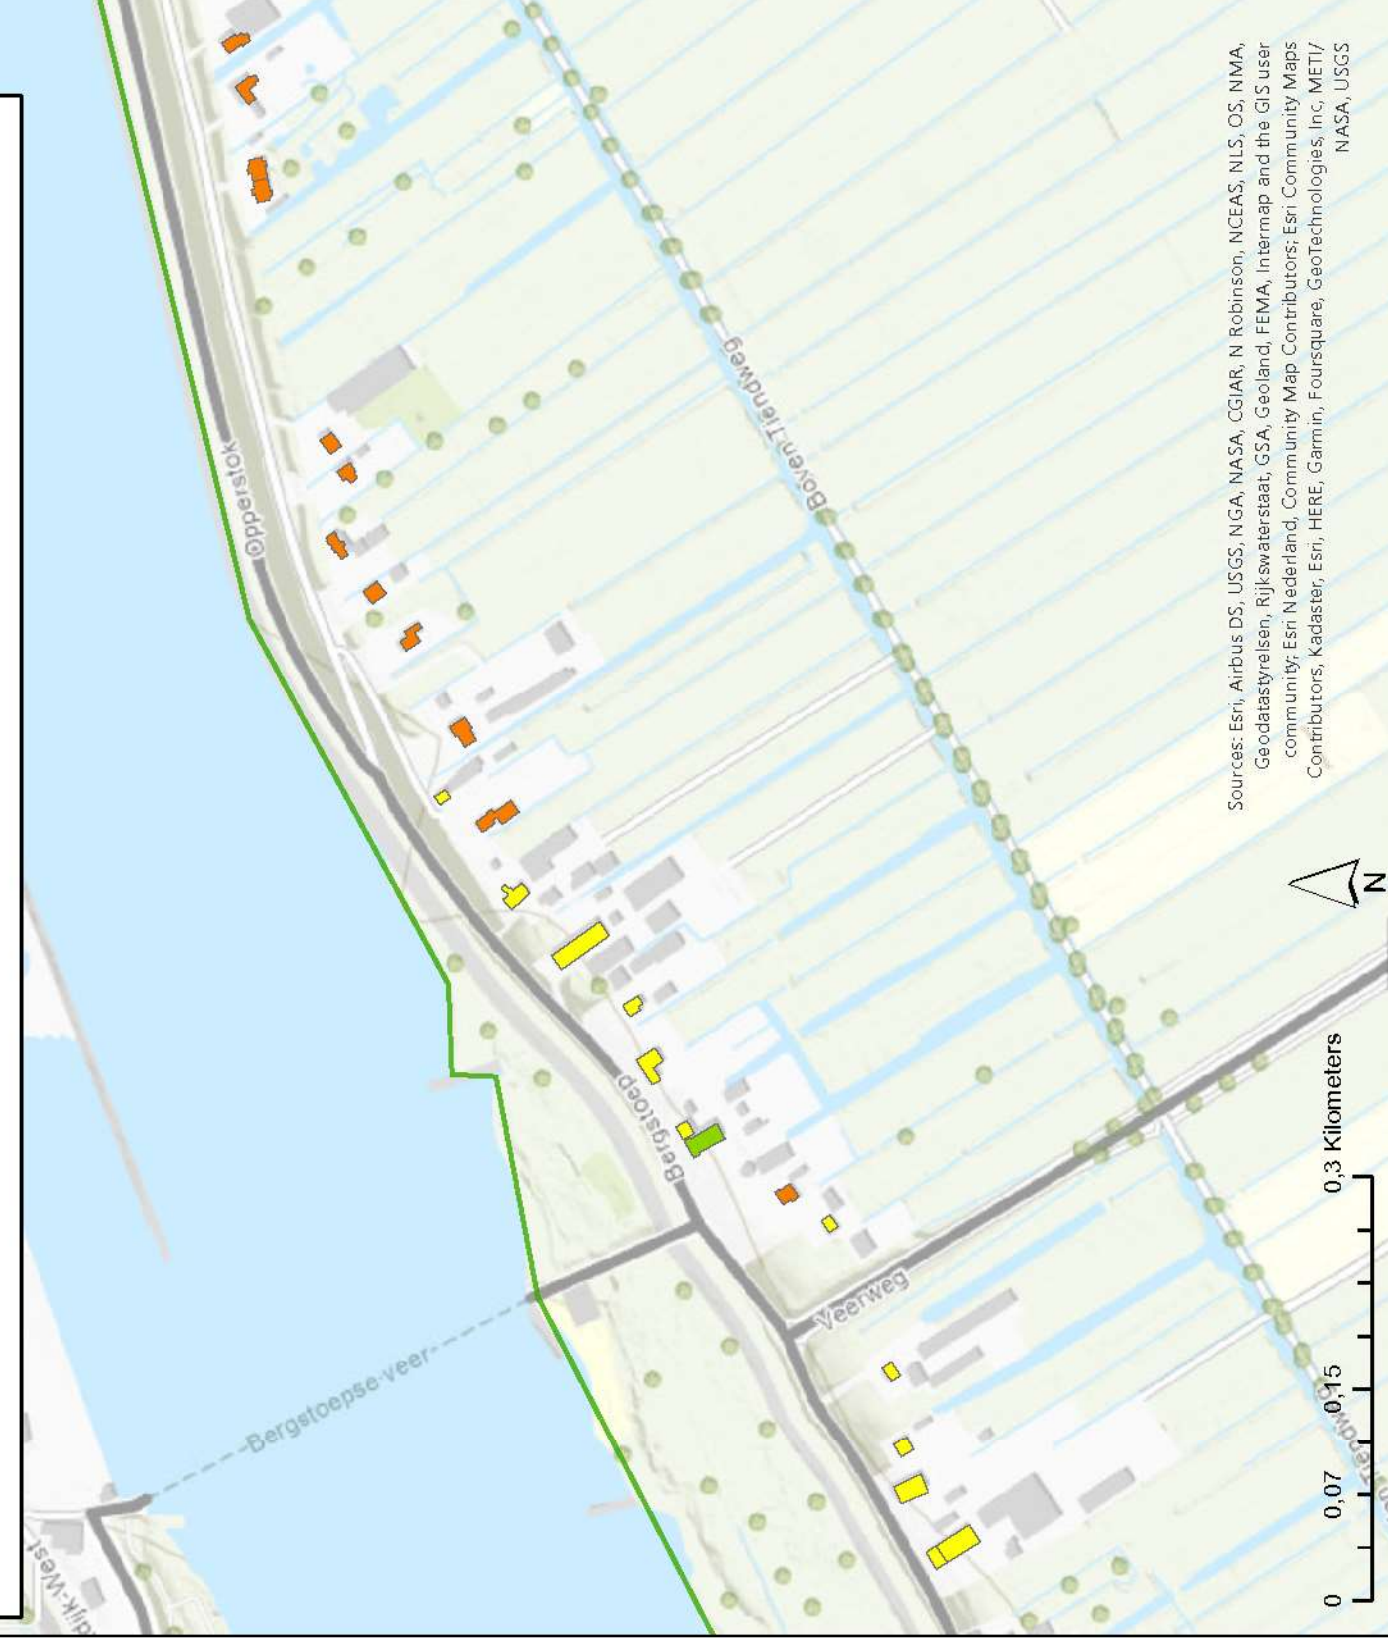 Opperstok
Boven-Tiendweg
Bergstoep
Bergstoepse veer
Veerweg
dijk-West
Tiendweg
0
0,07
0,15
0,3 Kilometers
N
Sources: Esri, Airbus DS, USGS, NGA, NASA, CGIAR, N Robinson, NCEAS, NLS, OS, NMA,
Geodatastyrelsen, Rijkswaterstaat, GSA, Geoland, FEMA, Intermap and the GIS user
community; Esri Nederland, Community Map Contributors; Esri Community Maps
Contributors, Kadaster, Esri, HERE, Garmin, Foursquare, GeoTechnologies, Inc, METI/
NASA, USGS